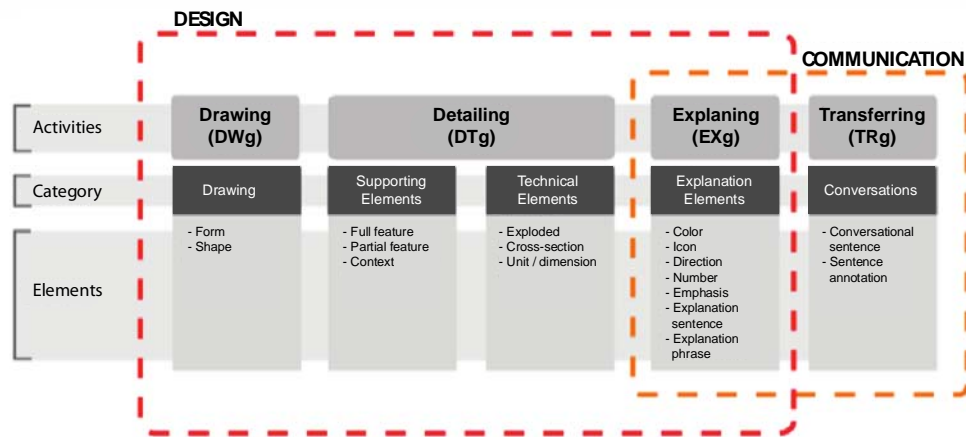 DESIGN
COMMUNICATION
Activities
Drawing
(DWg)
Detailing
(DTg)
Explaning
(EXg)
Transferring
(TRg)
Category
Drawing
Supporting
Elements
Technical
Elements
Explanation
Elements
Conversations
Elements
- Form
- Shape
- Full feature
- Partial feature
- Context
- Exploded
- Cross-section
- Unit / dimension
- Color
- Icon
- Direction
- Number
- Emphasis
- Explanation
sentence
- Explanation
phrase
- Conversational
sentence
- Sentence
annotation